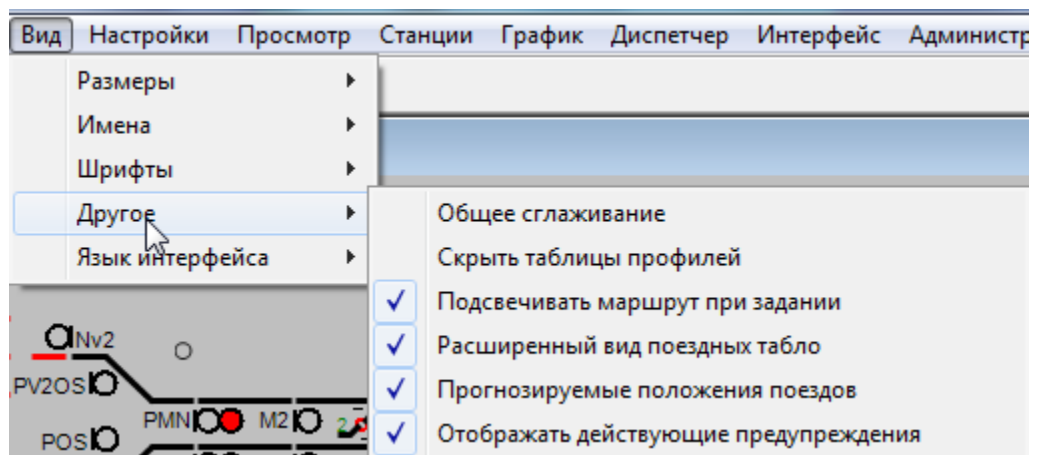 Вид Настройки Просмотр Станции График Диспетчер Интерфейс Администр
Размеры
Имена
Шрифты
Другое
Язык интерфейса
Общее сглаживание
Скрыть таблицы профилей
Подсвечивать маршрут при задании
Расширенный вид поездных табло
Прогнозируемые положения поездов
Отображать действующие предупреждения
Nv2
PV2OS
PMN M2 2
POS